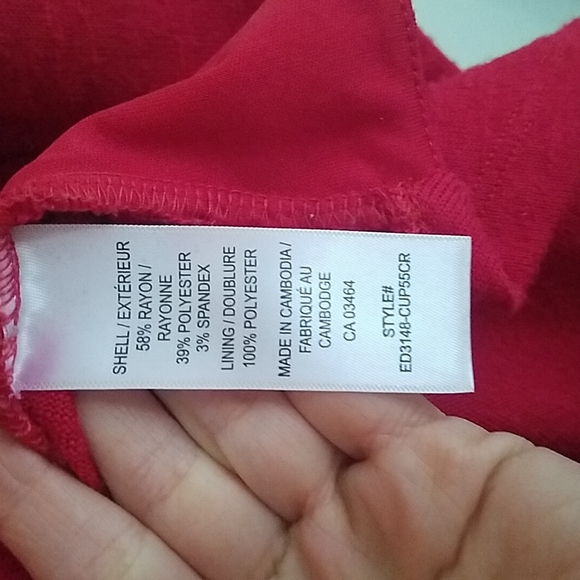 SHELL / EXTÉRIEUR
58% RAYON /
RAYONNE
39% POLYESTER
3% SPANDEX
LINING / DOUBLURE
100% POLYESTER
MADE IN CAMBODIA /
FABRIQUÉ AU
CAMBODGE
CA 03464
STYLE#
ED3148-CUP55CR